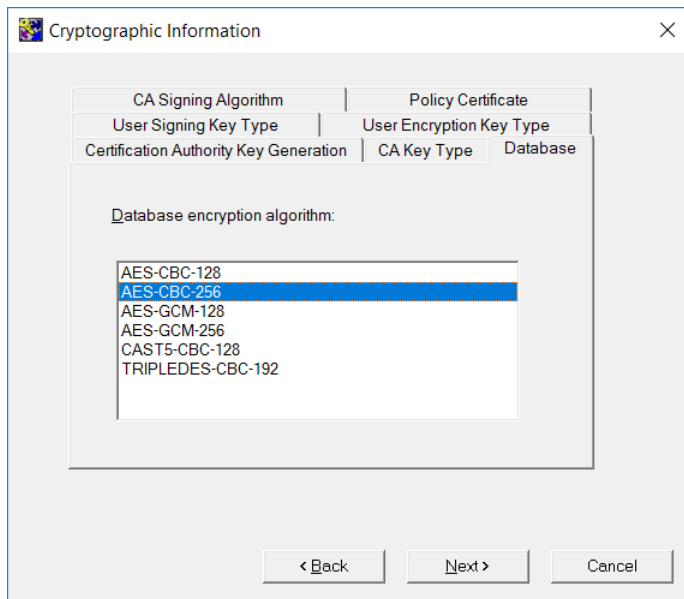 Cryptographic Information
CA Signing Algorithm Policy Certificate
User Signing Key Type User Encryption Key Type
Certification Authority Key Generation CA Key Type Database
Database encryption algorithm:
AES-CBC-128
AES-CBC-256
AES-GCM-128
AES-GCM-256
CAST5-CBC-128
TRIPLEDES-CBC-192
< Back Next > Cancel